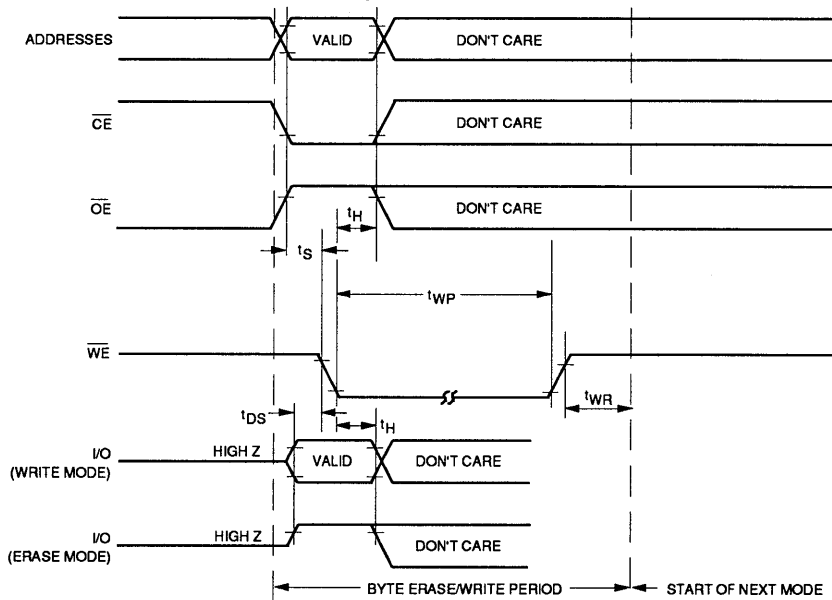 ADDRESSES VALID DON'T CARE
CE DON'T CARE
OE DON'T CARE
tH
tS
tWP
WE
tWR
tDS
tH
I/O (WRITE MODE) HIGH Z VALID DON'T CARE
I/O (ERASE MODE) HIGH Z DON'T CARE
BYTE ERASE/WRITE PERIOD START OF NEXT MODE